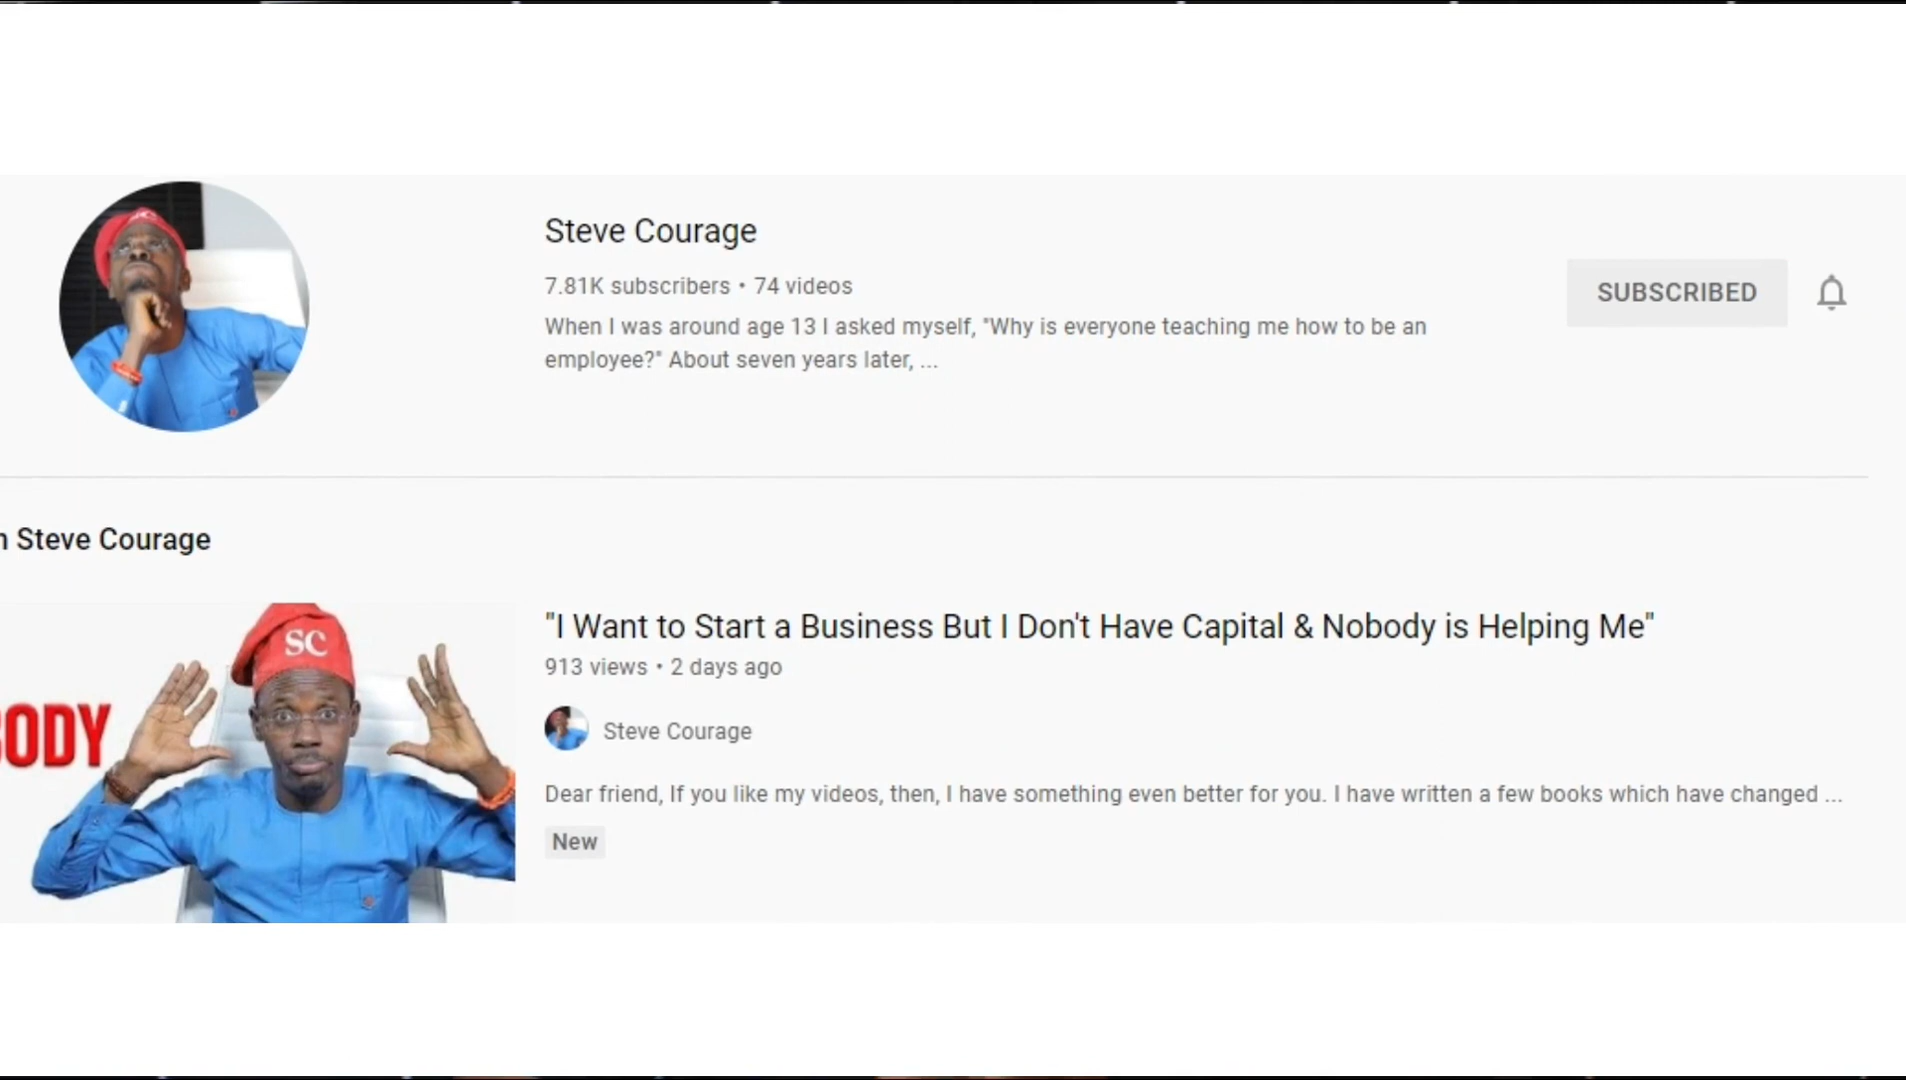 SC
Steve Courage
7.81K subscribers • 74 videos
When I was around age 13 I asked myself, "Why is everyone teaching me how to be an
employee?" About seven years later, ...
SUBSCRIBED
n Steve Courage
SC
BODY
"I Want to Start a Business But I Don't Have Capital & Nobody is Helping Me"
913 views • 2 days ago
Steve Courage
Dear friend, If you like my videos, then, I have something even better for you. I have written a few books which have changed ...
New